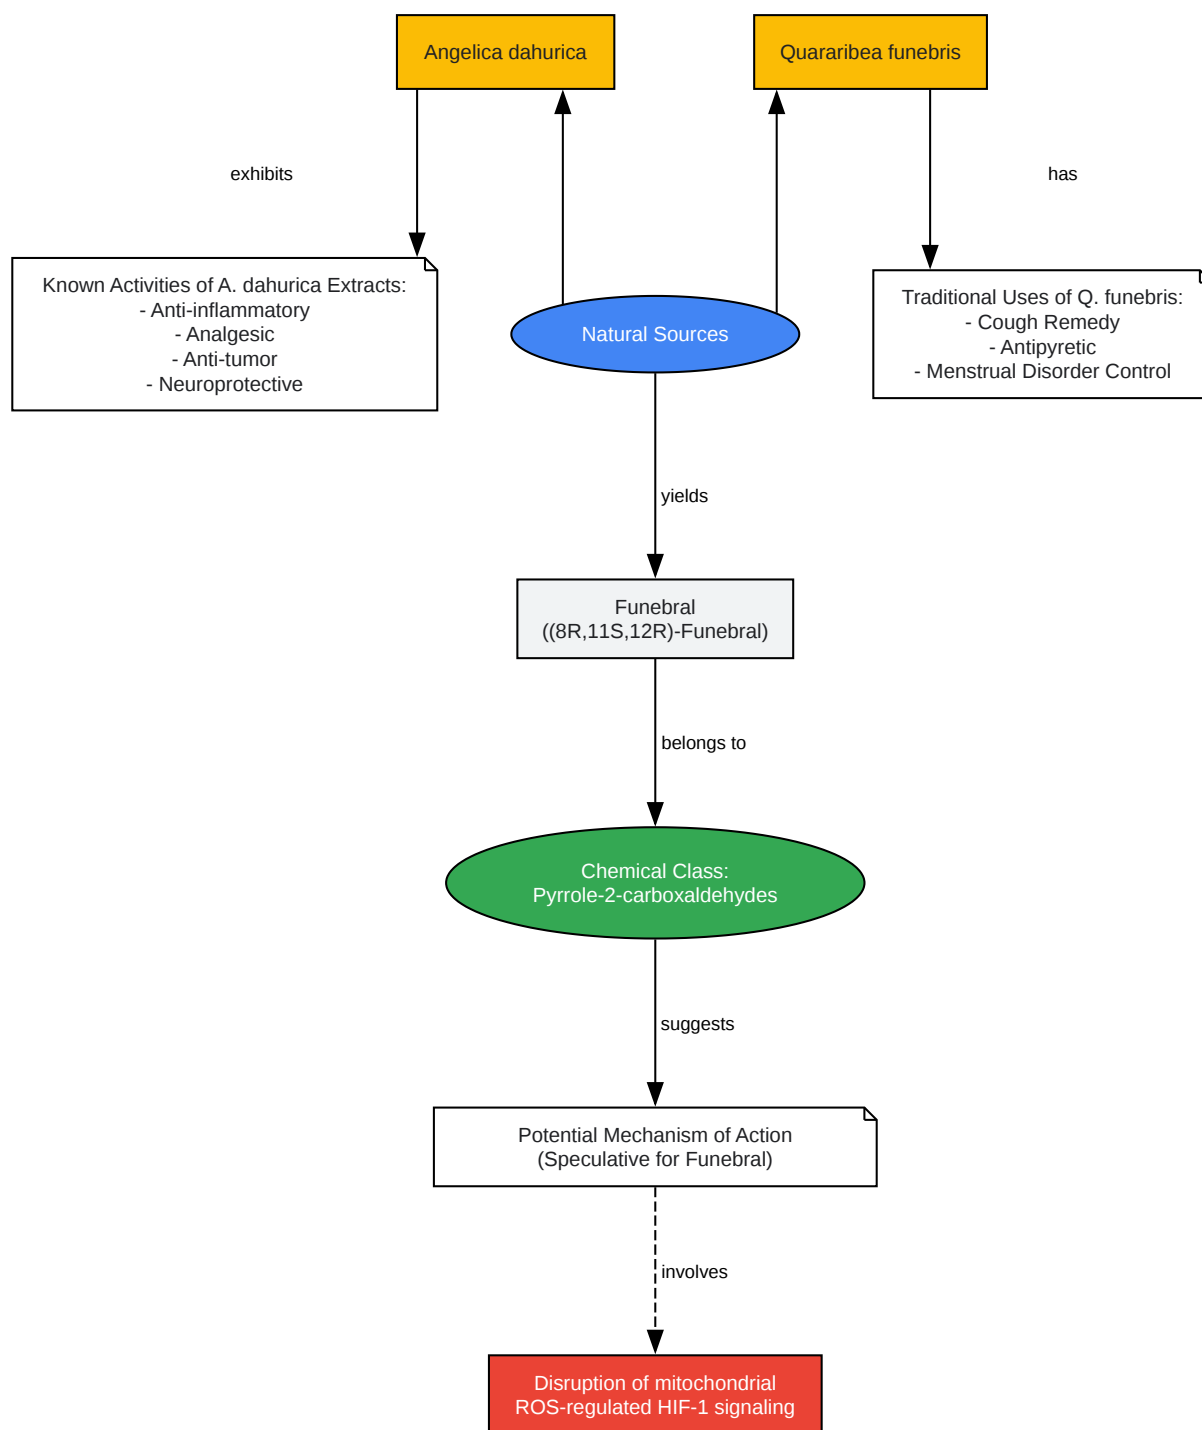 Angelica dahurica
Quararibea funebris
exhibits
has
Known Activities of A. dahurica Extracts:
- Anti-inflammatory
- Analgesic
- Anti-tumor
- Neuroprotective
Natural Sources
Traditional Uses of Q. funebris:
- Cough Remedy
- Antipyretic
- Menstrual Disorder Control
yields
Funebral
((8R,11S,12R)-Funebral)
belongs to
Chemical Class:
Pyrrole-2-carboxaldehydes
suggests
Potential Mechanism of Action
(Speculative for Funebral)
involves
Disruption of mitochondrial
ROS-regulated HIF-1 signaling